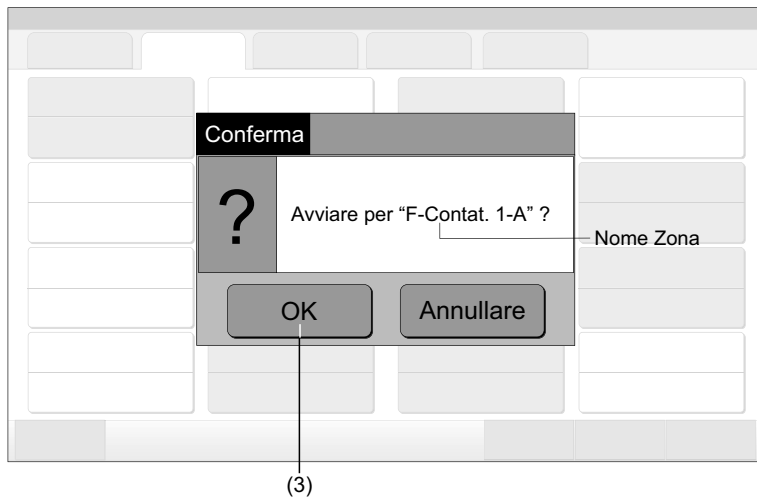 Conferma
?
Avviare per “F-Contat. 1-A” ?
Nome Zona
OK
Annullare
(3)